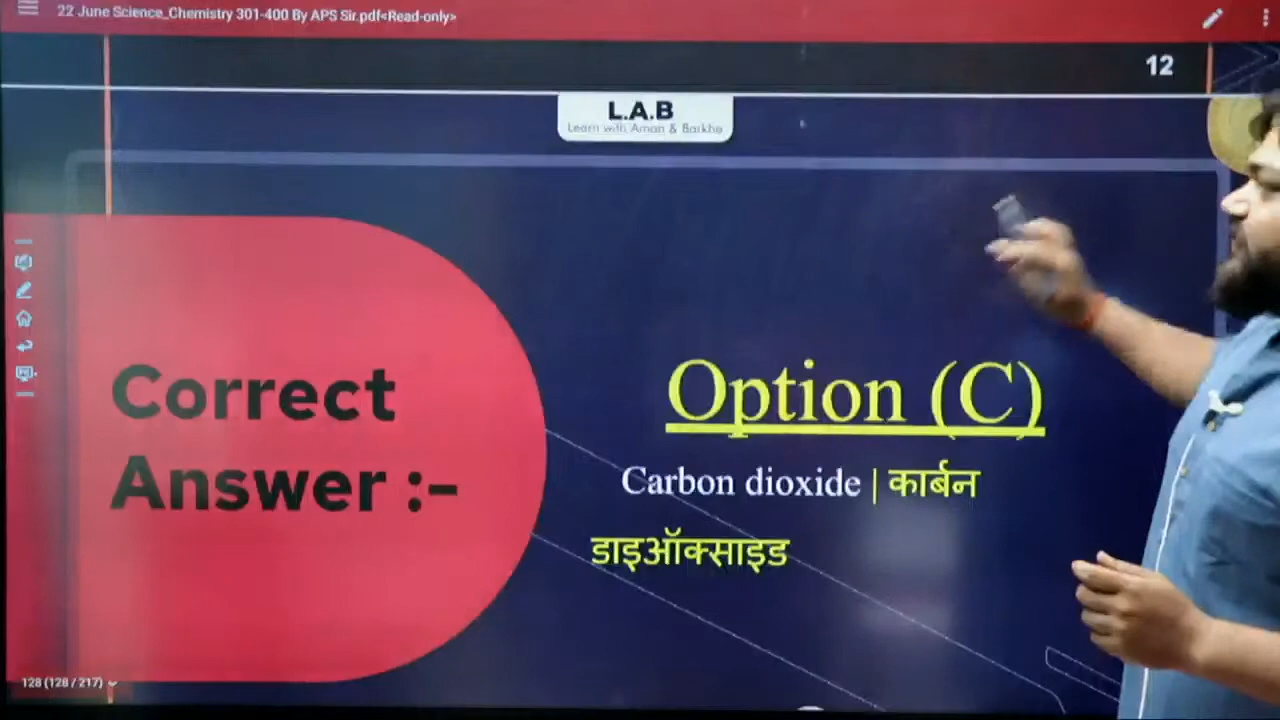 22 June Science_Chemistry 301-400 By APS Sir.pdf<Read-only>
12
L.A.B
Learn with Aman & Barkha
Correct
Answer :-
Option (C)
Carbon dioxide | कार्बन
डाइऑक्साइड
128 (128 / 217)